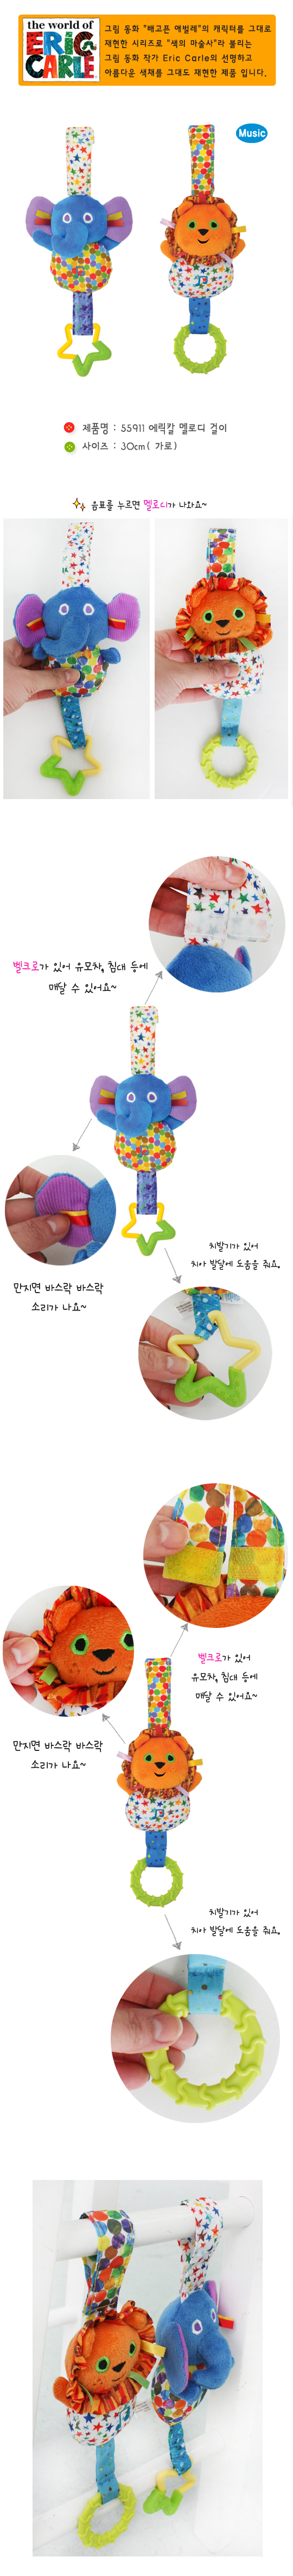 the world of
ERIC CARLE
그림 동화 "배고픈 애벌레"의 캐릭터를 그대로
재현한 시리즈로 "색의 마술사"라 불리는
그림 동화 작가 Eric Carle의 선명하고
아름다운 색채를 그대도 재현한 제품 입니다.
Music
제품명 : 55911 에릭칼 멜로디 걸이
사이즈 : 30cm ( 가로)
음표를 누르면 멜로디가 나와요~
벨크로가 있어 유모차, 침대 등에
매달 수 있어요~
만지면 바스락 바스락
소리가 나요~
치발기가 있어
치아 발달에 도움을 줘요.
벨크로가 있어
유모차, 침대 등에
매달 수 있어요~
만지면 바스락 바스락
소리가 나요~
치발기가 있어
치아 발달에 도움을 줘요.